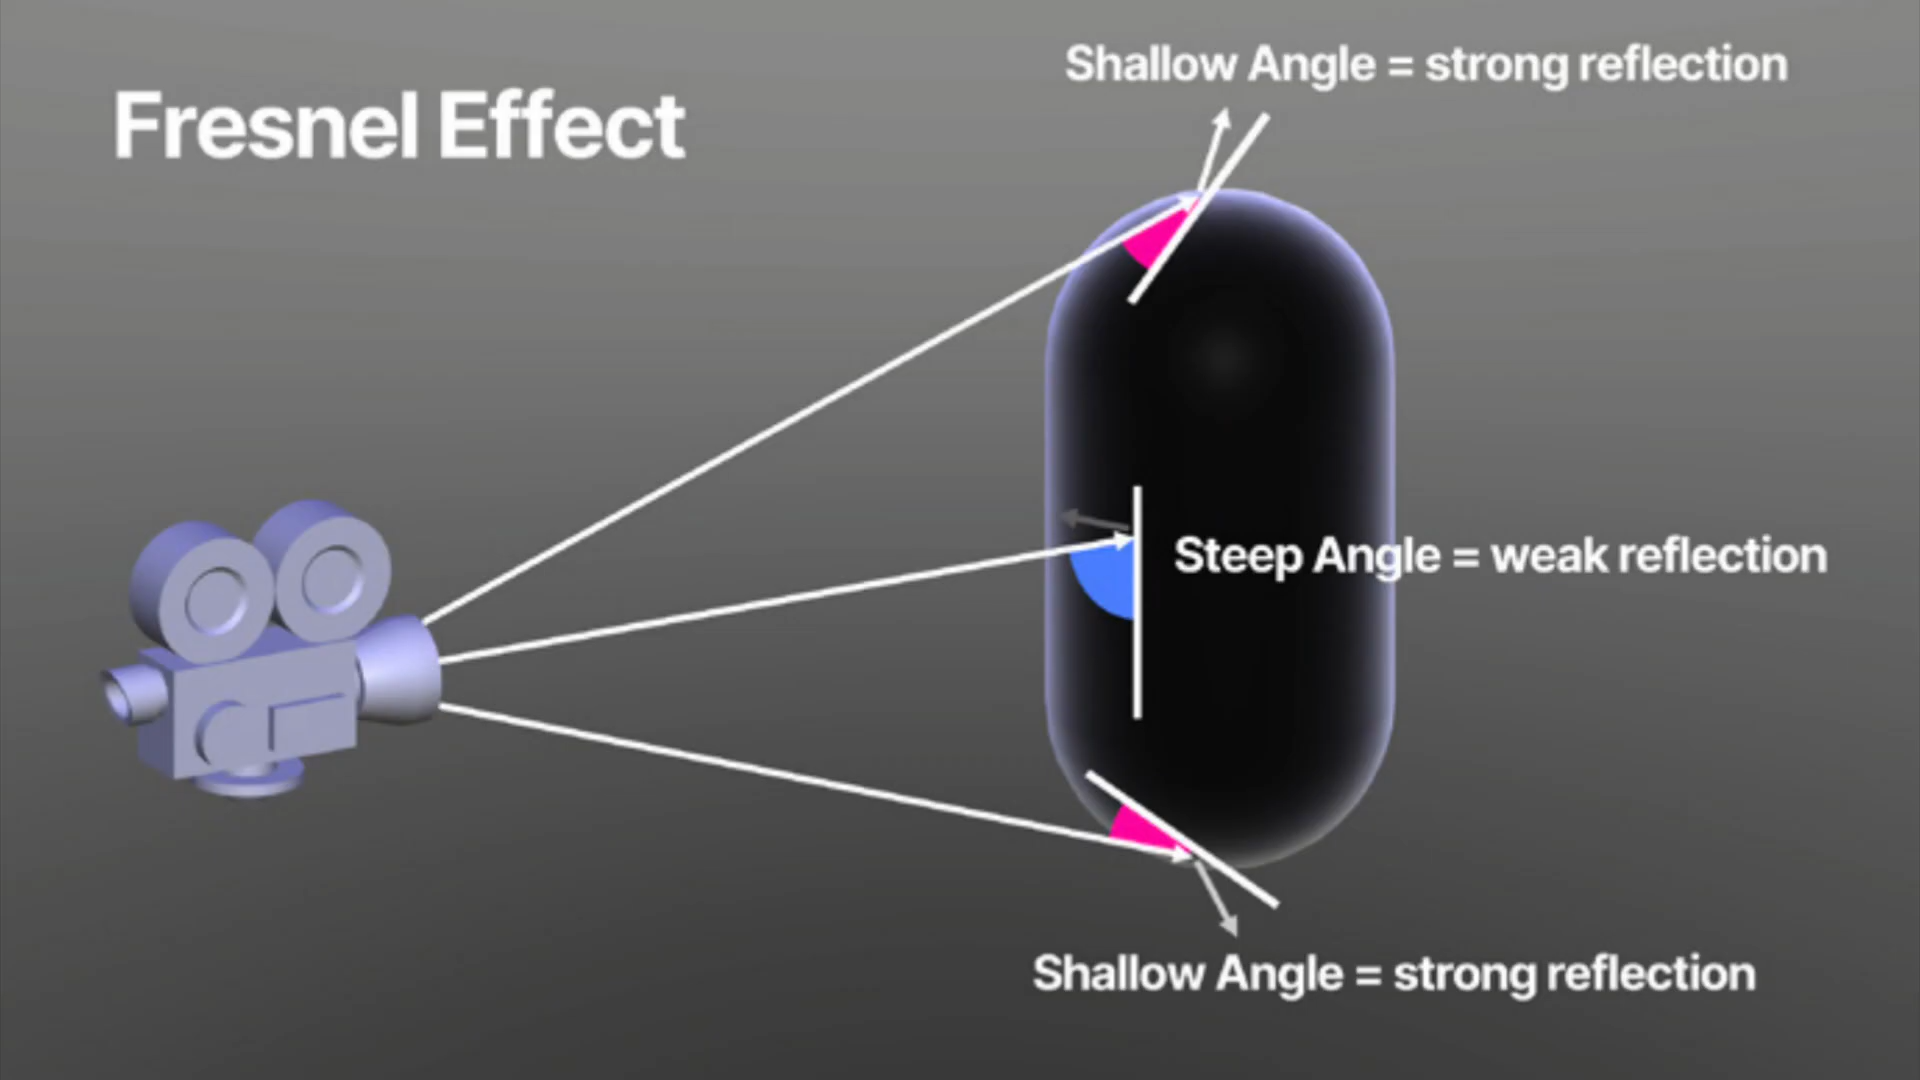 Shallow Angle = strong reflection
Fresnel Effect
Steep Angle = weak reflection
Shallow Angle = strong reflection